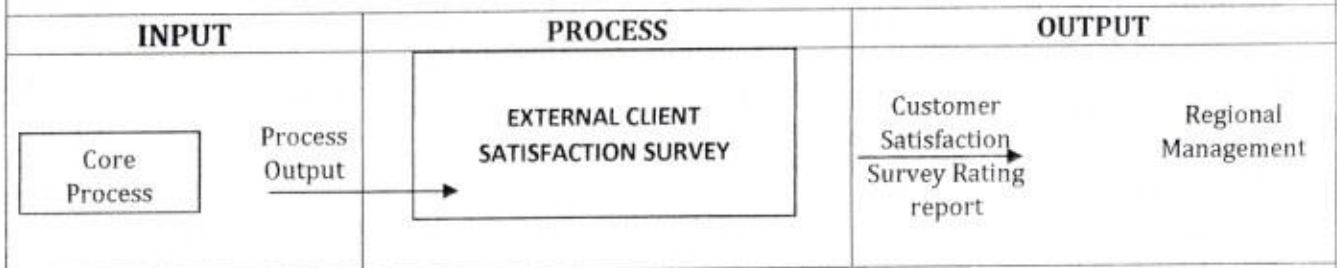 INPUT
PROCESS
OUTPUT
Core
Process
Process
Output
EXTERNAL CLIENT
SATISFACTION SURVEY
Customer
Satisfaction
Survey Rating
report
Regional
Management